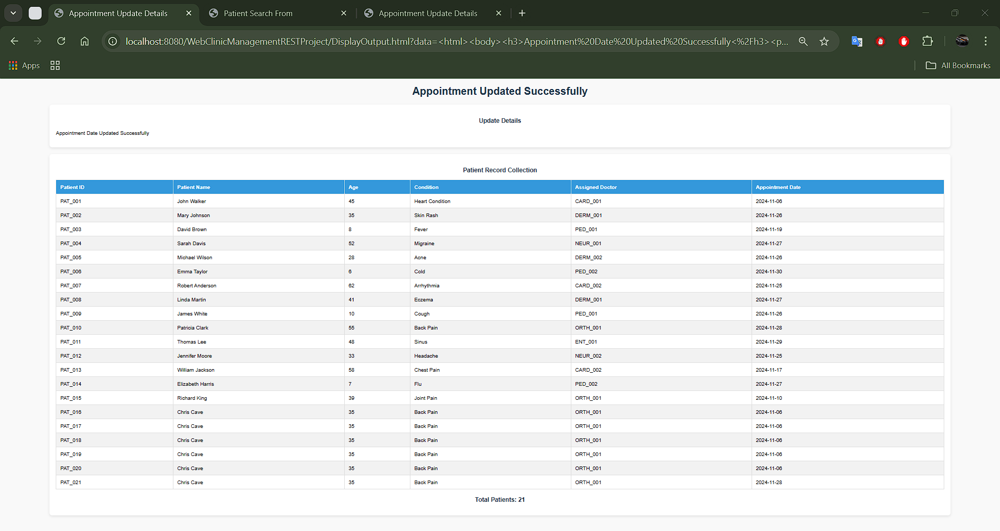 Appointment Update Details
Patient Search From
Appointment Update Details
localhost:8080/WebClinicManagementRESTProject/DisplayOutput.html?data=<html><body><h3>Appointment%20Date%20Updated%20Successfully<%2Fh3><p...
Apps
All Bookmarks
Appointment Updated Successfully
Update Details
Appointment Date Updated Successfully
Patient Record Collection
Patient ID Patient Name Age Condition Assigned Doctor Appointment Date
PAT_001 John Walker 45 Heart Condition CARD_001 2024-11-06
PAT_002 Mary Johnson 35 Skin Rash DERM_001 2024-11-26
PAT_003 David Brown 8 Fever PED_001 2024-11-19
PAT_004 Sarah Davis 52 Migraine NEUR_001 2024-11-27
PAT_005 Michael Wilson 28 Acne DERM_002 2024-11-26
PAT_006 Emma Taylor 6 Cold PED_002 2024-11-30
PAT_007 Robert Anderson 62 Arrhythmia CARD_002 2024-11-25
PAT_008 Linda Martin 41 Eczema DERM_001 2024-11-27
PAT_009 James White 10 Cough PED_001 2024-11-26
PAT_010 Patricia Clark 55 Back Pain ORTH_001 2024-11-28
PAT_011 Thomas Lee 48 Sinus ENT_001 2024-11-29
PAT_012 Jennifer Moore 33 Headache NEUR_002 2024-11-25
PAT_013 William Jackson 58 Chest Pain CARD_002 2024-11-17
PAT_014 Elizabeth Harris 7 Flu PED_002 2024-11-27
PAT_015 Richard King 39 Joint Pain ORTH_001 2024-11-10
PAT_016 Chris Cave 35 Back Pain ORTH_001 2024-11-06
PAT_017 Chris Cave 35 Back Pain ORTH_001 2024-11-06
PAT_018 Chris Cave 35 Back Pain ORTH_001 2024-11-06
PAT_019 Chris Cave 35 Back Pain ORTH_001 2024-11-06
PAT_020 Chris Cave 35 Back Pain ORTH_001 2024-11-06
PAT_021 Chris Cave 35 Back Pain ORTH_001 2024-11-28
Total Patients: 21